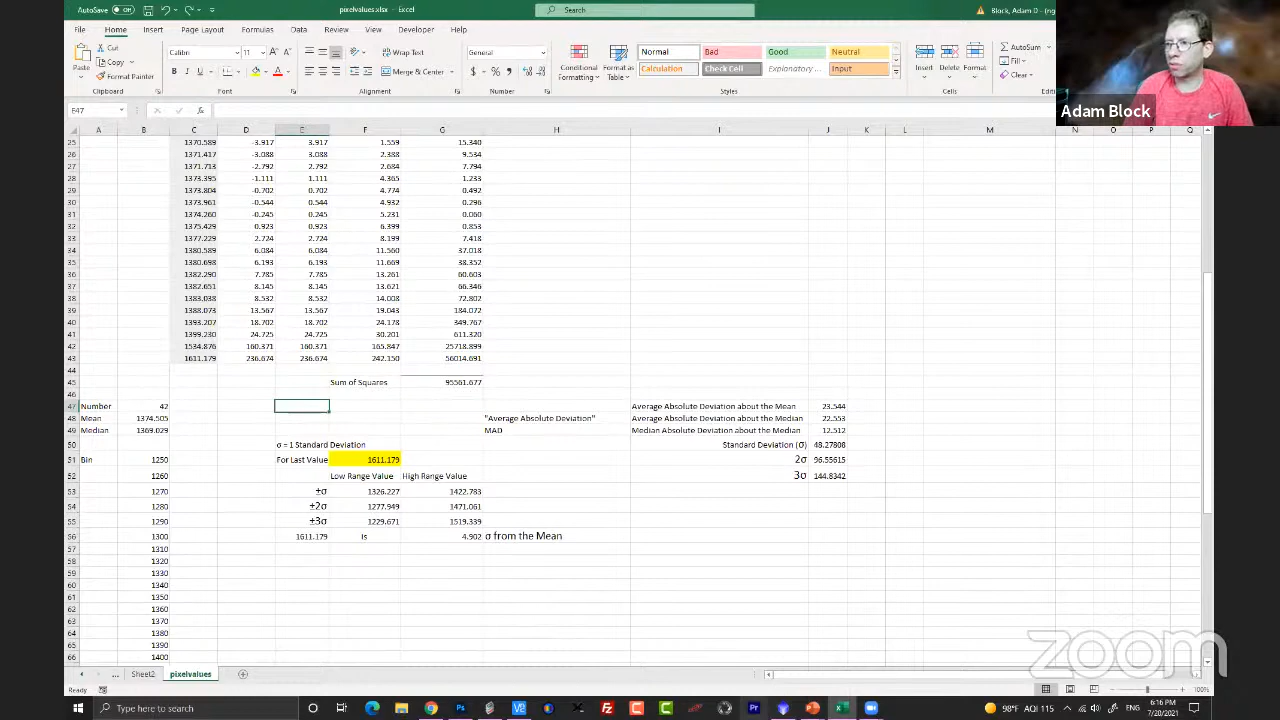 AutoSave Off pixelvalues.xlsx - Excel Search Block, Adam D - (ng
File Home Insert Page Layout Formulas Data Review View Developer Help
Cut
Copy
Format Painter
Paste
Calibri 11 Wrap Text General
Merge & Center
Conditional Formatting Format as Table
Normal Bad Good Neutral
Calculation Check Cell Explanatory ... Input
Insert Delete Format
AutoSum
Fill
Clear
Clipboard Font Alignment Number Styles Cells Edi
Adam Block
E47
A B C D E F G H I J K L M N O P Q
25 1370.589 -3.917 3.917 1.559 15.340
26 1371.417 -3.088 3.088 2.388 9.534
27 1371.713 -2.792 2.792 2.684 7.794
28 1373.395 -1.111 1.111 4.365 1.233
29 1373.804 -0.702 0.702 4.774 0.492
30 1373.961 -0.544 0.544 4.932 0.296
31 1374.260 -0.245 0.245 5.231 0.060
32 1375.429 0.923 0.923 6.399 0.853
33 1377.229 2.724 2.724 8.199 7.418
34 1380.589 6.084 6.084 11.560 37.018
35 1380.698 6.193 6.193 11.669 38.352
36 1382.290 7.785 7.785 13.261 60.603
37 1382.651 8.145 8.145 13.621 66.346
38 1383.038 8.532 8.532 14.008 72.802
39 1388.073 13.567 13.567 19.043 184.072
40 1393.207 18.702 18.702 24.178 349.767
41 1399.230 24.725 24.725 30.201 611.320
42 1534.876 160.371 160.371 165.847 25718.899
43 1611.179 236.674 236.674 242.150 56014.691
44
45 Sum of Squares 95561.677
46
47 Number 42 Average Absolute Deviation about the Mean 23.544
48 Mean 1374.505 "Average Absolute Deviation" Average Absolute Deviation about the Median 22.553
49 Median 1369.029 MAD Median Absolute Deviation about the Median 12.512
50 σ = 1 Standard Deviation Standard Deviation (σ) 48.27808
51 Bin 1250 For Last Value 1611.179 2σ 96.55615
52 1260 Low Range Value High Range Value 3σ 144.8342
53 1270 ±σ 1326.227 1422.783
54 1280 ±2σ 1277.949 1471.061
55 1290 ±3σ 1229.671 1519.339
56 1300 1611.179 is 4.902 σ from the Mean
57 1310
58 1320
59 1330
60 1340
61 1350
62 1360
63 1370
64 1380
65 1390
66 1400
zoom
... Sheet2 pixelvalues
Ready 100%
Type here to search 98°F AQI 115 ENG 6:16 PM
7/20/2021